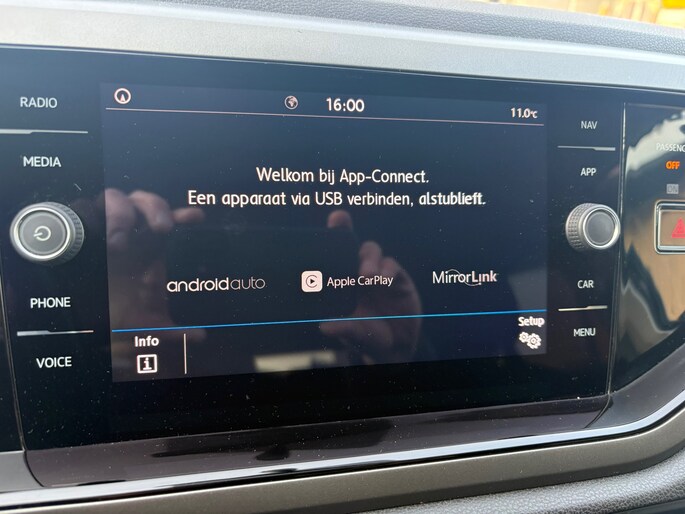 RADIO
MEDIA
PHONE
VOICE
16:00
11.0°C
Welkom bij App-Connect.
Een apparaat via USB verbinden, alstublieft.
androidauto
Apple CarPlay
MirrorLink
Info
Setup
NAV
APP
CAR
MENU
OFF